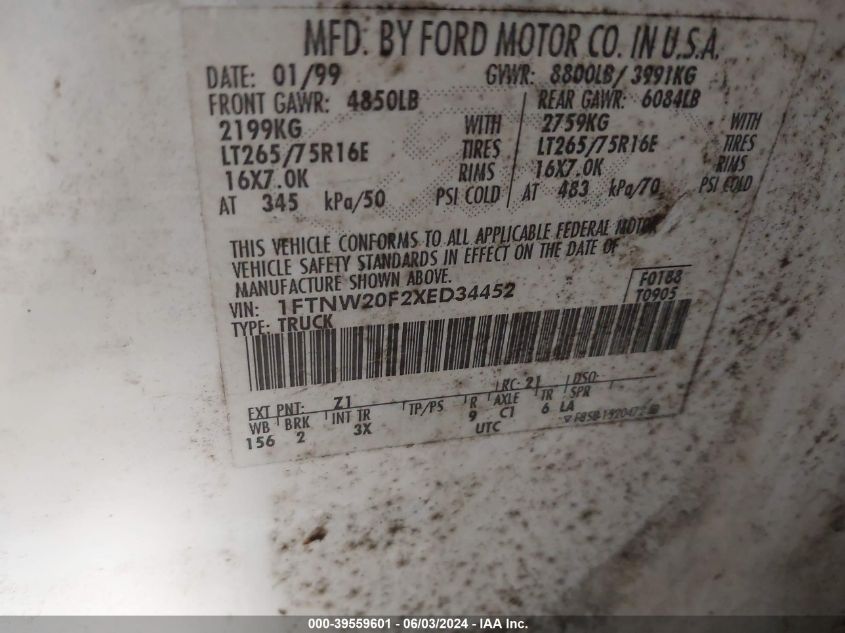 MFD. BY FORD MOTOR CO. IN U.S.A.
DATE: 01/99 GVWR: 8800LB/ 3991KG
FRONT GAWR: 4850LB REAR GAWR: 6084LB
2199KG WITH 2759KG WITH
LT265/75R16E TIRES LT265/75R16E TIRES
16X7.0K RIMS 16X7.0K RIMS
AT 345 kPa/50 PSI COLD AT 483 kPa/70 PSI COLD
THIS VEHICLE CONFORMS TO ALL APPLICABLE FEDERAL MOTOR
VEHICLE SAFETY STANDARDS IN EFFECT ON THE DATE OF
MANUFACTURE SHOWN ABOVE.
VIN: 1FTNW20F2XED34452 F0188
TYPE: TRUCK T0905
EXT PNT: Z1 RC: 21 DSO:
WB BRK INT TR TP/PS R AXLE TR SPR
156 2 3X 9 C1 6 LA
UTC
000-39559601 - 06/03/2024 - IAA Inc.